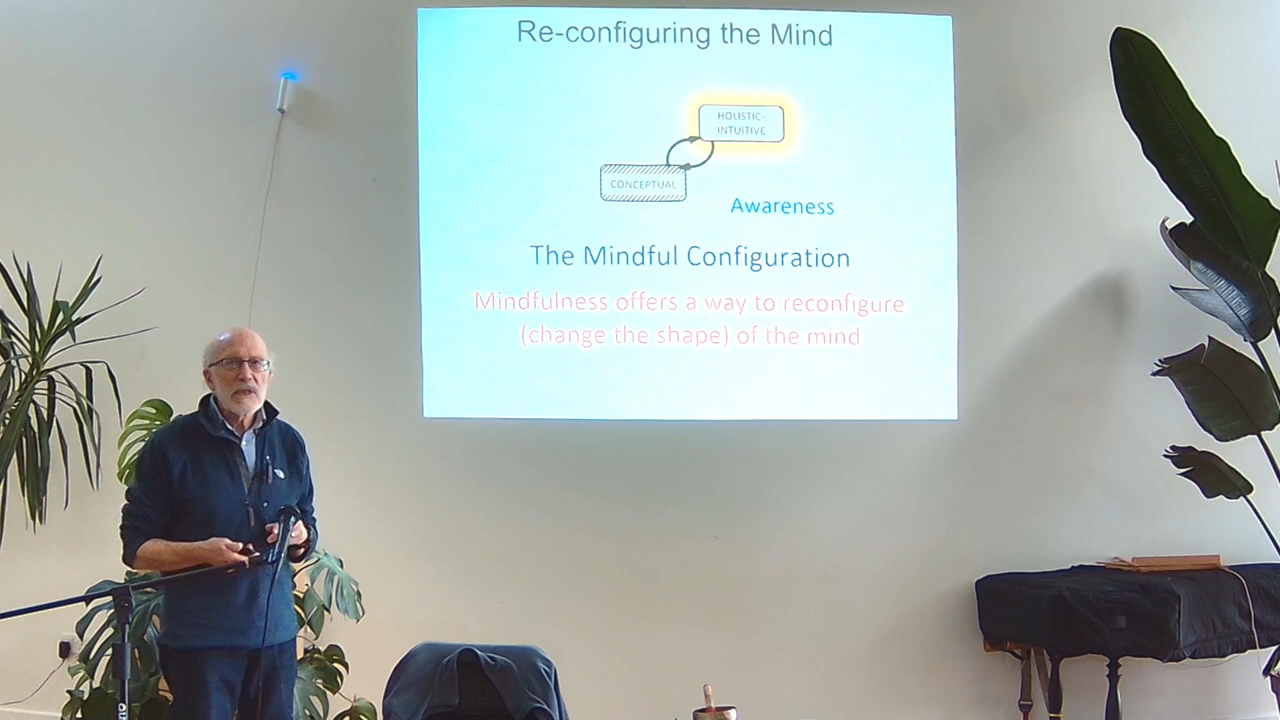 Re-configuring the Mind
HOLISTIC-
INTUITIVE
CONCEPTUAL
Awareness
The Mindful Configuration
Mindfulness offers a way to reconfigure
(change the shape) of the mind